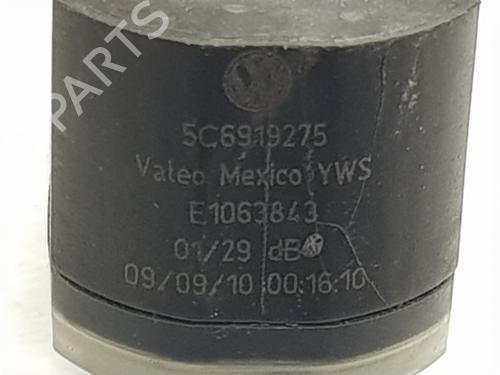 B-PARTS
5C6919275
Valeo Mexico YWS
E1063843
01/29 dB
09/09/10 00:16:10